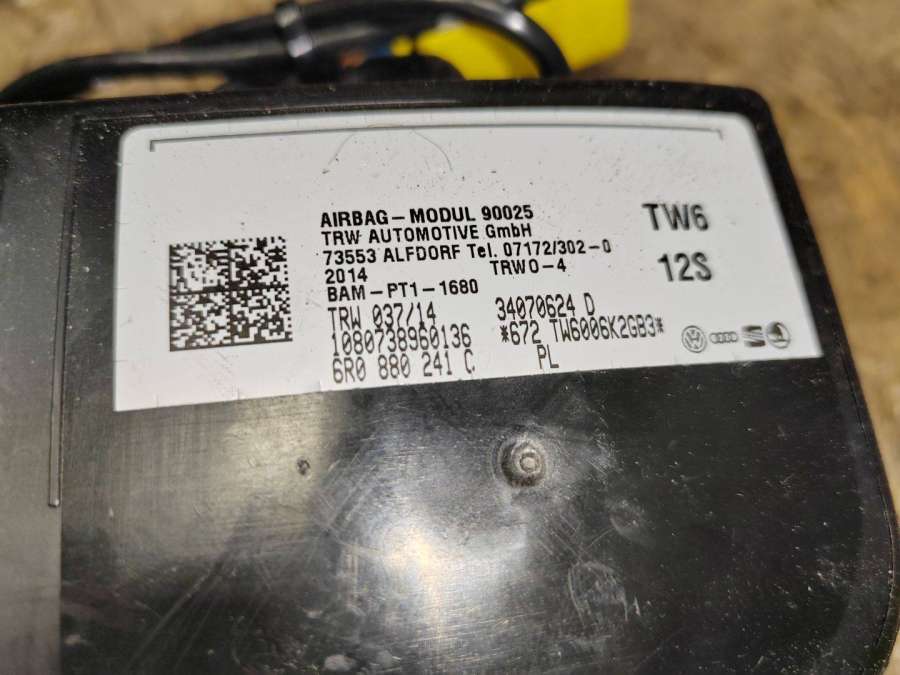 AIRBAG-MODUL 90025
TRW AUTOMOTIVE GmbH
73553 ALFDORF Tel. 07172/302-0
2014 TRWO-4
BAM-PT1-1680
TRW 037/14 34070624 D
1080738960136 *672 TW6006K2GB3*
6R0 880 241 C PL
TW6
12S